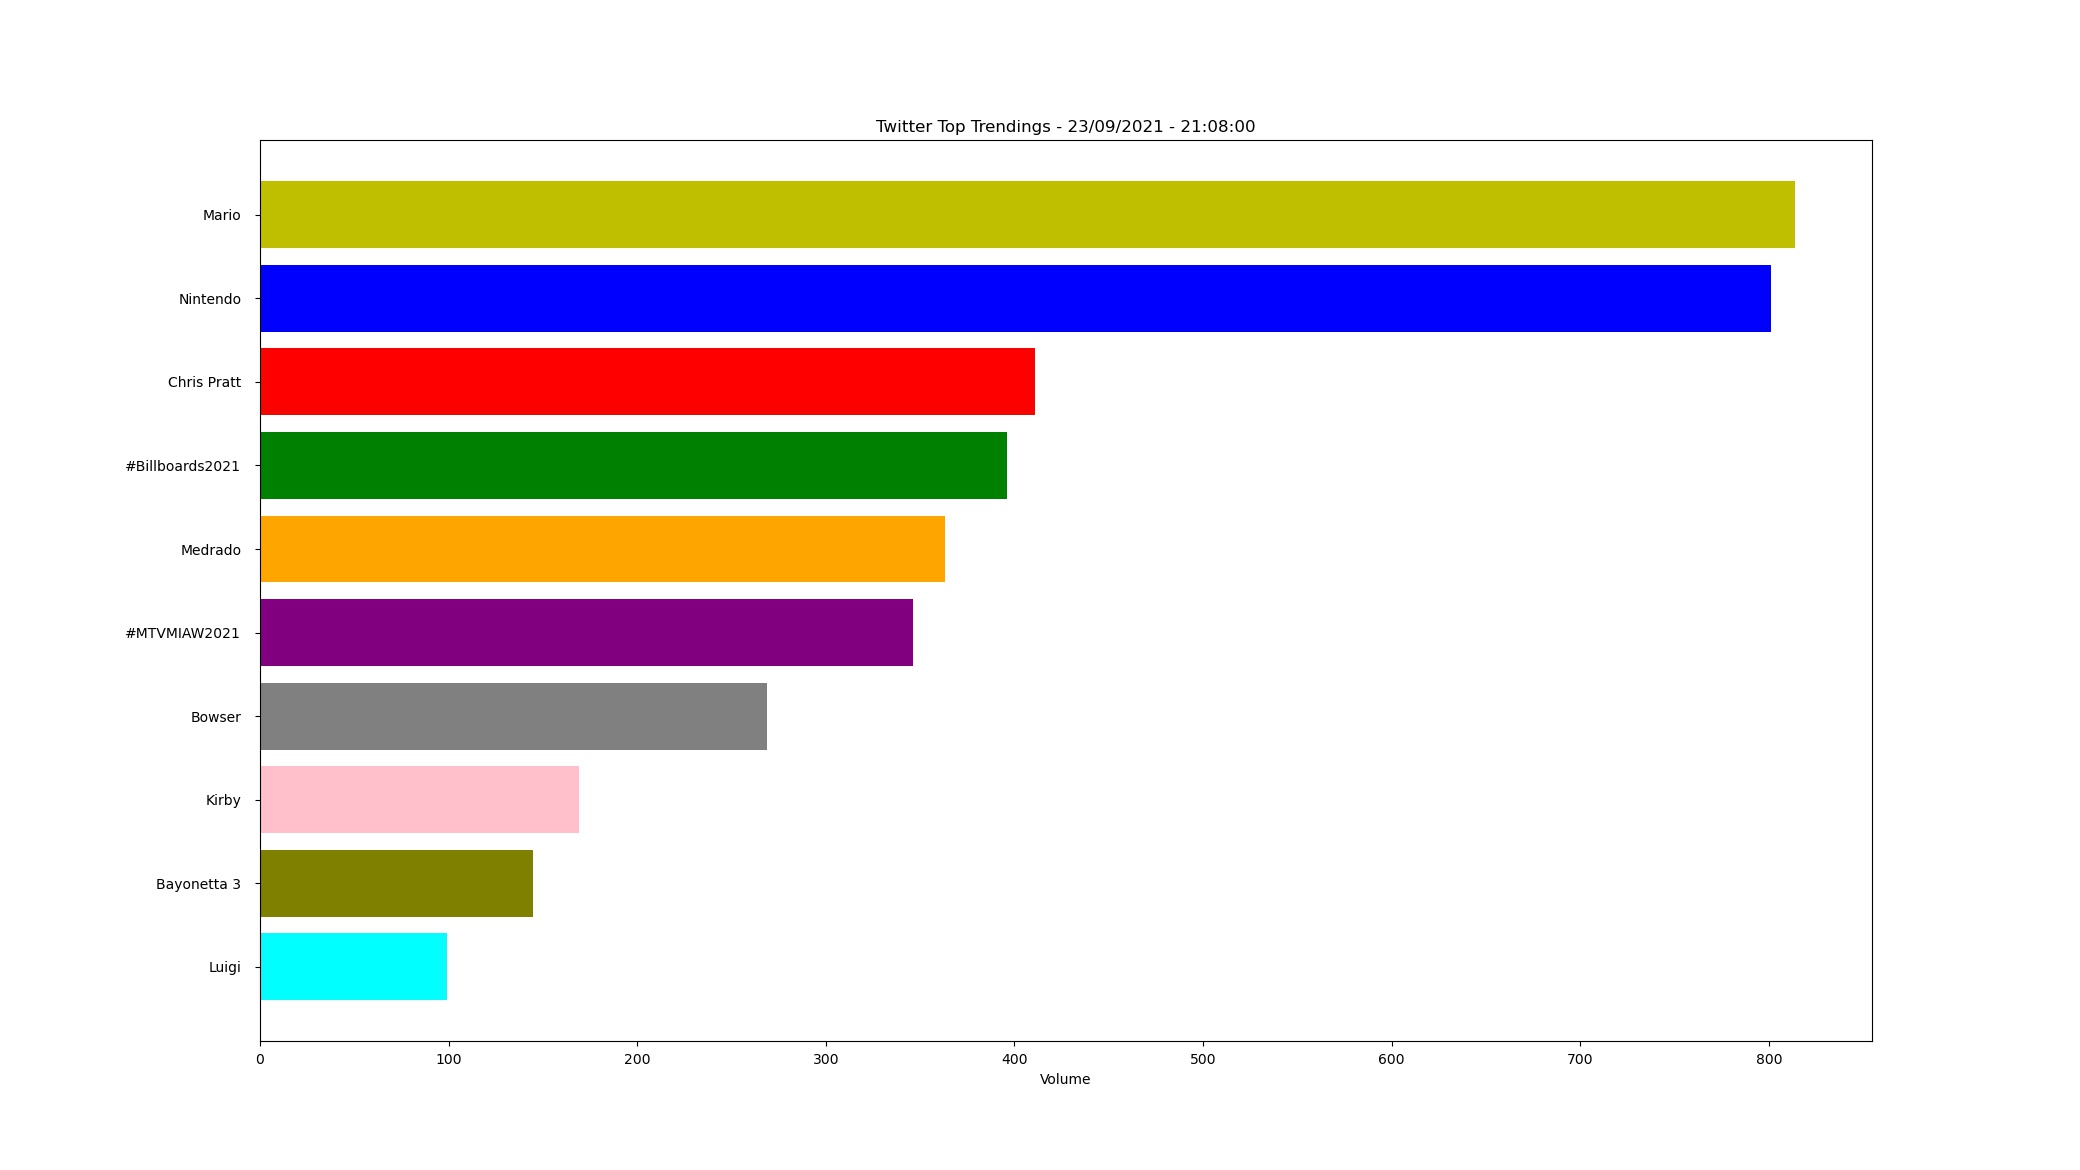 Twitter Top Trendings - 23/09/2021 - 21:08:00
Mario
Nintendo
Chris Pratt
#Billboards2021
Medrado
#MTVMIAW2021
Bowser
Kirby
Bayonetta 3
Luigi
0 100 200 300 400 500 600 700 800
Volume